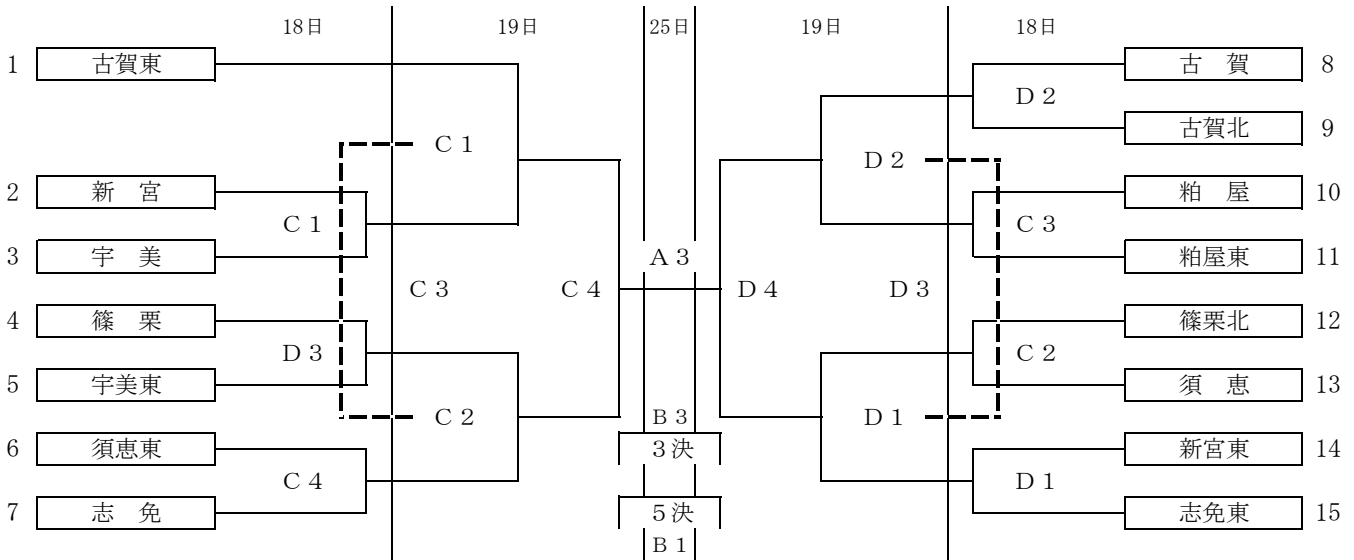 18日 19日 25日 19日 18日
1 古賀東 古　賀 8
D２
C１ 古賀北 9
D２
2 新　宮 粕　屋 10
C１ C３
3 宇　美 A３ 粕屋東 11
C３ C４ D４ D３
4 篠　栗 篠栗北 12
D３ C２
5 宇美東 須　恵 13
C２ B３ D１
6 須恵東 ３決 新宮東 14
C４ D１
7 志　免 ５決 志免東 15
B１